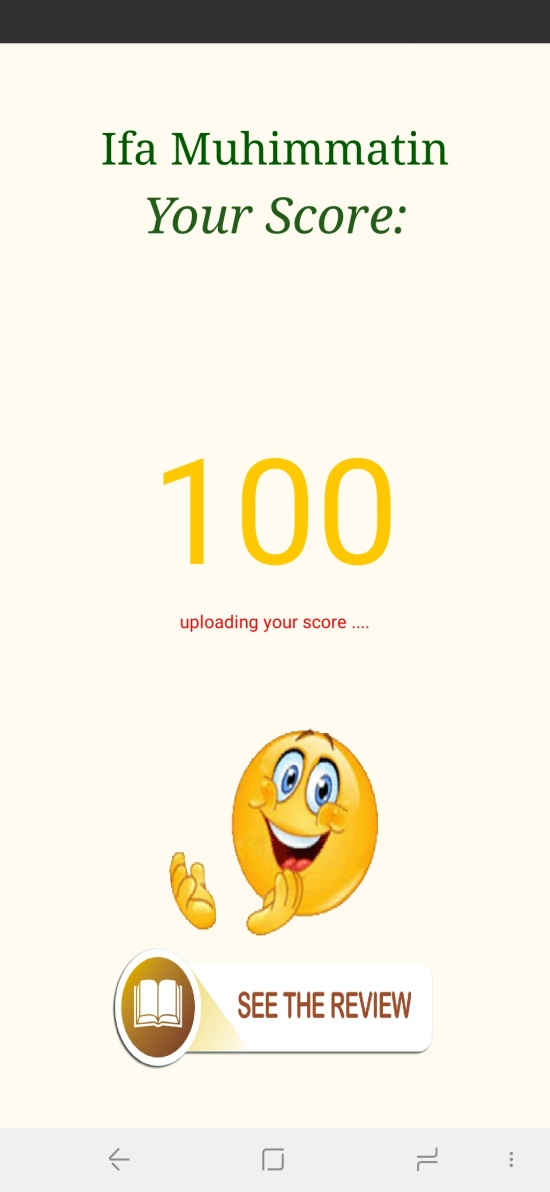 Ifa Muhimmatin
Your Score:
100
uploading your score ....
SEE THE REVIEW